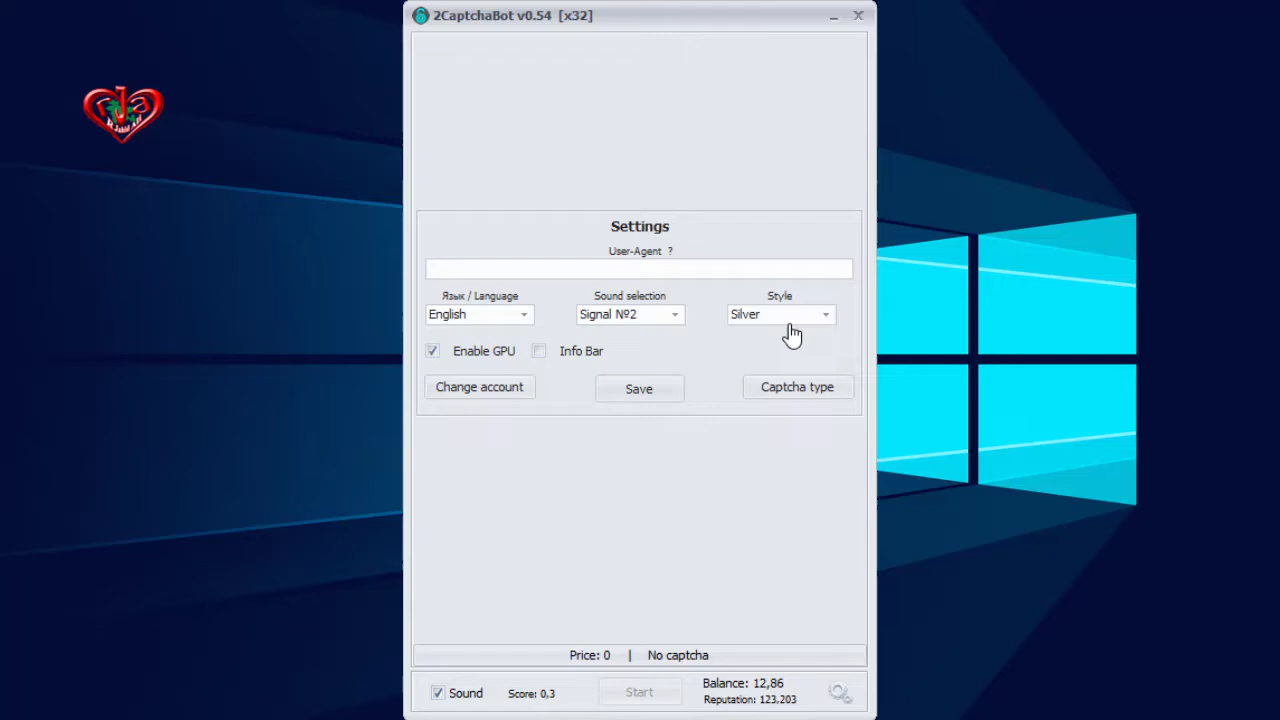 2CaptchaBot v0.54 [x32]
rJa
Settings
User-Agent ?
Язык / Language
Sound selection
Style
English
Signal №2
Silver
Enable GPU
Info Bar
Change account
Save
Captcha type
Price: 0 | No captcha
Sound
Score: 0,3
Start
Balance: 12,86
Reputation: 123,203